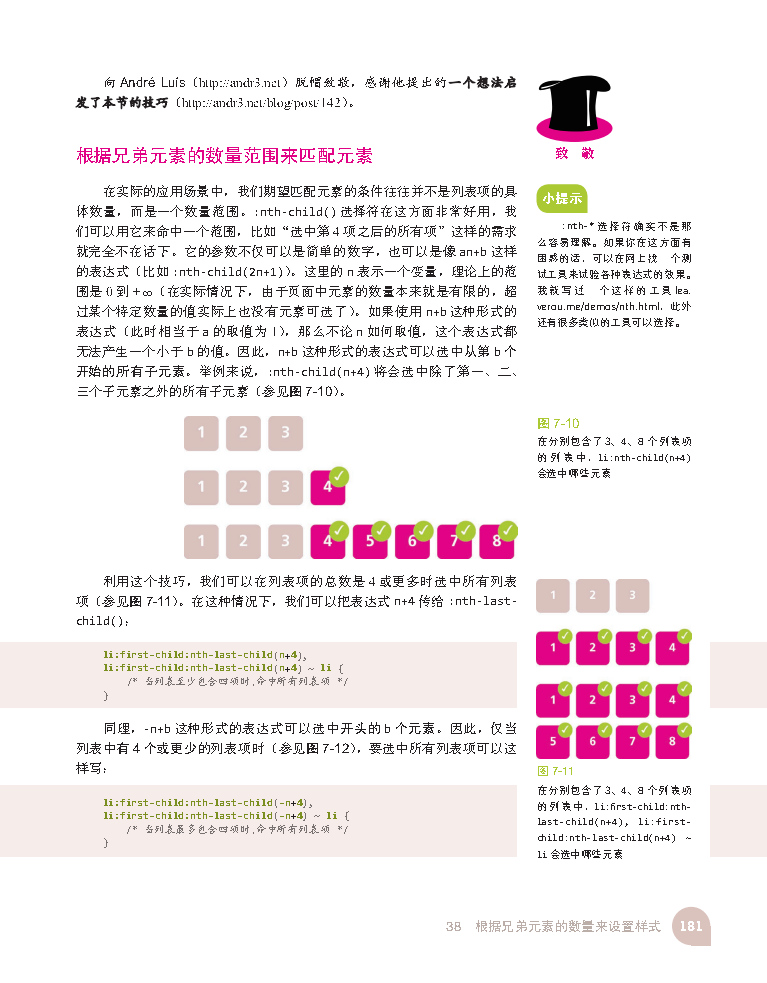 向 André Luís（http://andr3.net）脱帽致敬，感谢他提出的一个想法启
发了本节的技巧（http://andr3.net/blog/post/142）。
致 敬
根据兄弟元素的数量范围来匹配元素
在实际的应用场景中，我们期望匹配元素的条件往往并不是列表项的具
体数量，而是一个数量范围。:nth-child() 选择符在这方面非常好用，我
们可以用它来命中一个范围，比如“选中第 4 项之后的所有项”这样的需求
就完全不在话下。它的参数不仅可以是简单的数字，也可以是像 an+b 这样
的表达式（比如 :nth-child(2n+1)）。这里的 n 表示一个变量，理论上的范
围是 0 到 +∞（在实际情况下，由于页面中元素的数量本来就是有限的，超
过某个特定数量的值实际上也没有元素可选了）。如果使用 n+b 这种形式的
表达式（此时相当于 a 的取值为 1），那么不论 n 如何取值，这个表达式都
无法产生一个小于 b 的值。因此，n+b 这种形式的表达式可以选中从第 b 个
开始的所有子元素。举例来说，:nth-child(n+4) 将会选中除了第一、二、
三个子元素之外的所有子元素（参见图 7-10）。
小提示
:nth-* 选择符确实不是那
么容易理解。如果你在这方面有
困惑的话，可以在网上找 个测
试工具来试验各种表达式的效果。
我就写过 个这样的工具 lea.
verou.me/demos/nth.html，此外
还有很多类似的工具可以选择。
1 2 3
1 2 3 4
1 2 3 4 5 6 7 8
图 7-10
在分别包含了 3、4、8 个列表项
的列表中，li:nth-child(n+4)
会选中哪些元素
利用这个技巧，我们可以在列表项的总数是 4 或更多时选中所有列表
项（参见图 7-11）。在这种情况下，我们可以把表达式 n+4 传给 :nth-last-
child()：
li:first-child:nth-last-child(n+4),
li:first-child:nth-last-child(n+4) ~ li {
/* 当列表至少包含四项时,命中所有列表项 */
}
同理，-n+b 这种形式的表达式可以选中开头的 b 个元素。因此，仅当
列表中有 4 个或更少的列表项时（参见图 7-12），要选中所有列表项可以这
样写：
li:first-child:nth-last-child(-n+4),
li:first-child:nth-last-child(-n+4) ~ li {
/* 当列表最多包含四项时,命中所有列表项 */
}
1 2 3
1 2 3 4
1 2 3 4
5 6 7 8
图 7-11
在分别包含了 3、4、8 个列表项
的列表中，li:first-child:nth-
last-child(n+4), li:first-
child:nth-last-child(n+4) ~
li 会选中哪些元素
38 根据兄弟元素的数量来设置样式 181